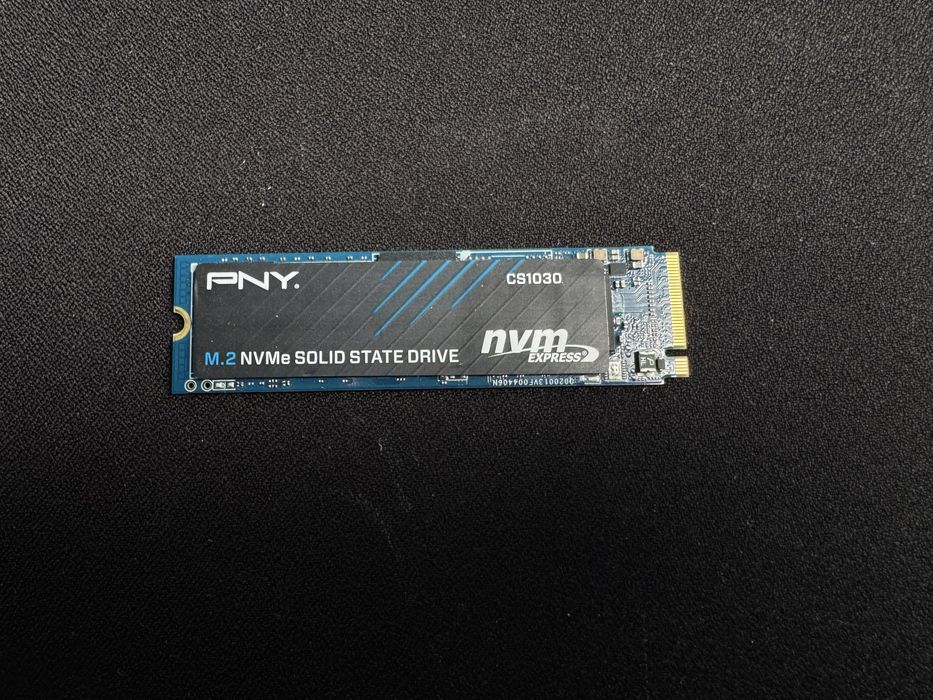 PNY®
CS1030
M.2 NVMe SOLID STATE DRIVE
nvm
EXPRESS®